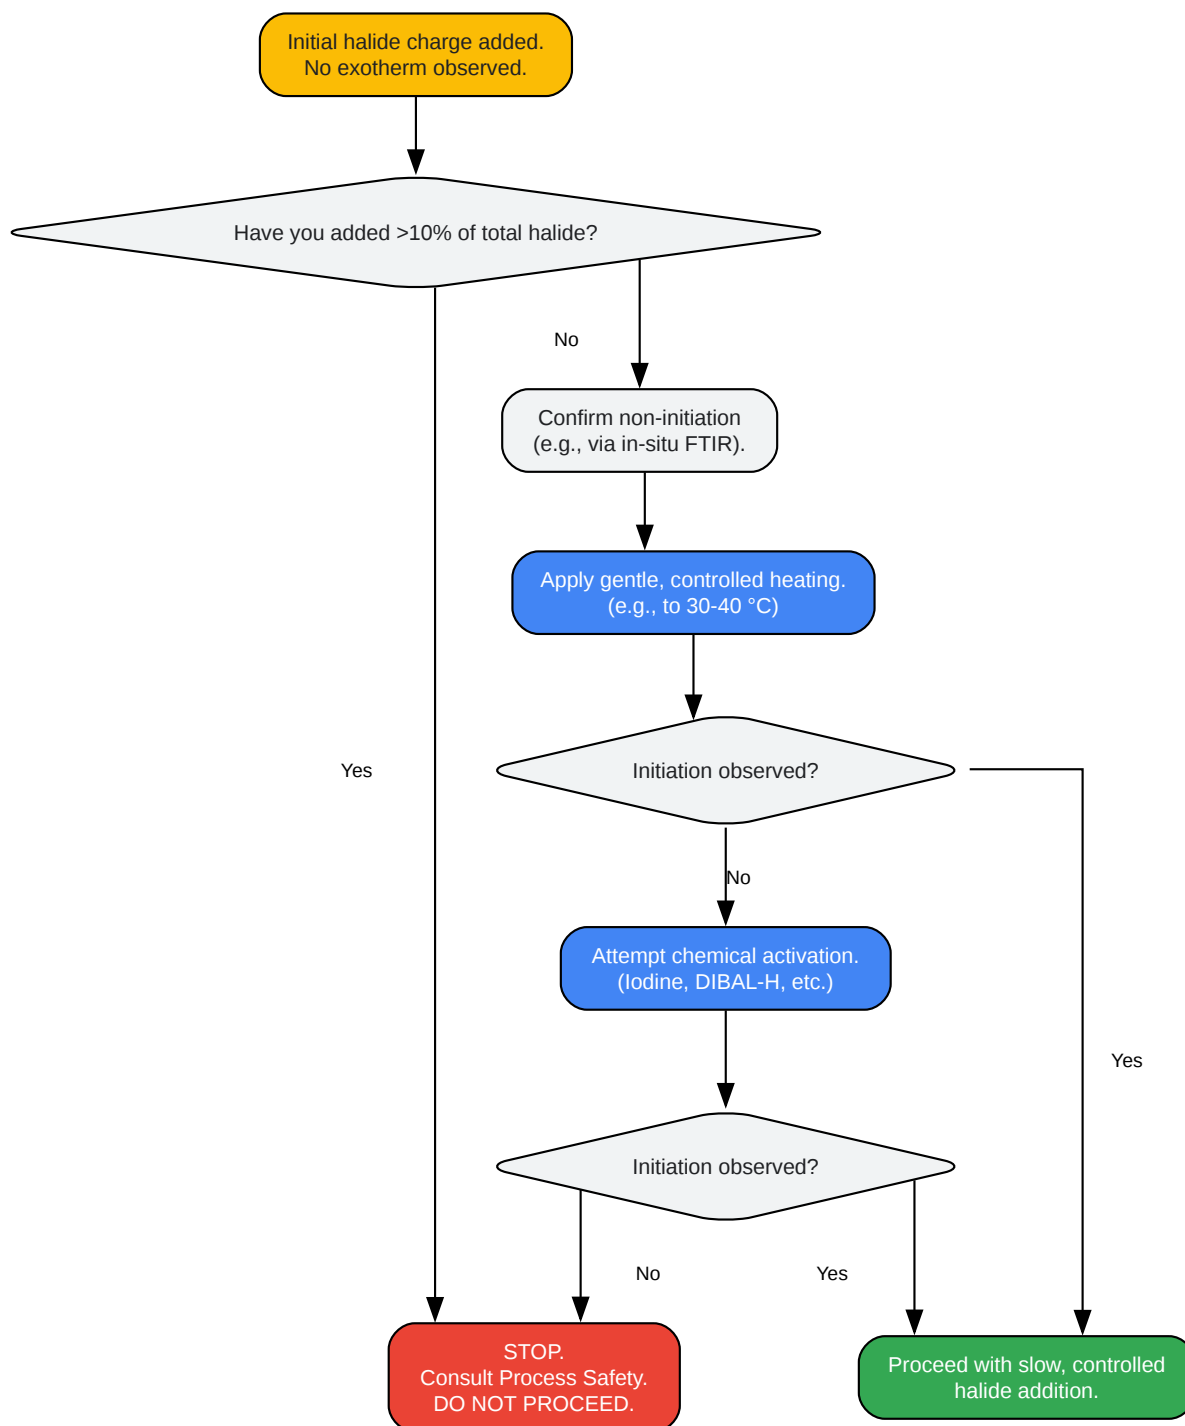 Initial halide charge added.
No exotherm observed.
Have you added >10% of total halide?
No
Confirm non-initiation
(e.g., via in-situ FTIR).
Apply gentle, controlled heating.
(e.g., to 30-40 °C)
Yes
Initiation observed?
No
Attempt chemical activation.
(Iodine, DIBAL-H, etc.)
Yes
Initiation observed?
No
Yes
STOP.
Consult Process Safety.
DO NOT PROCEED.
Proceed with slow, controlled
halide addition.